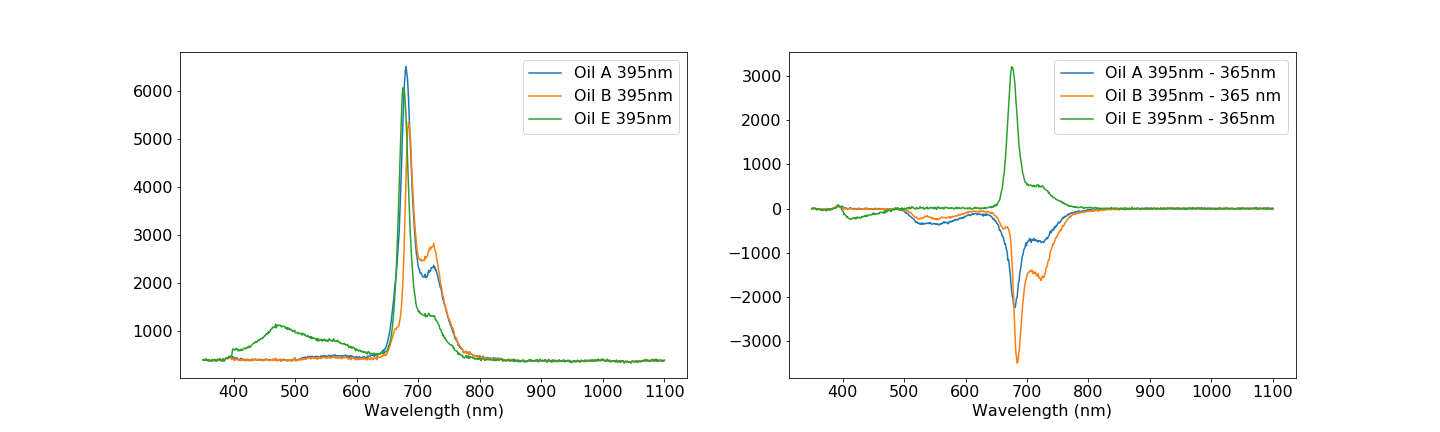 Oil A 395nm
Oil B 395nm
Oil E 395nm
6000
5000
4000
3000
2000
1000
400 500 600 700 800 900 1000 1100
Wavelength (nm)
Oil A 395nm - 365nm
Oil B 395nm - 365 nm
Oil E 395nm - 365nm
3000
2000
1000
0
−1000
−2000
−3000
400 500 600 700 800 900 1000 1100
Wavelength (nm)